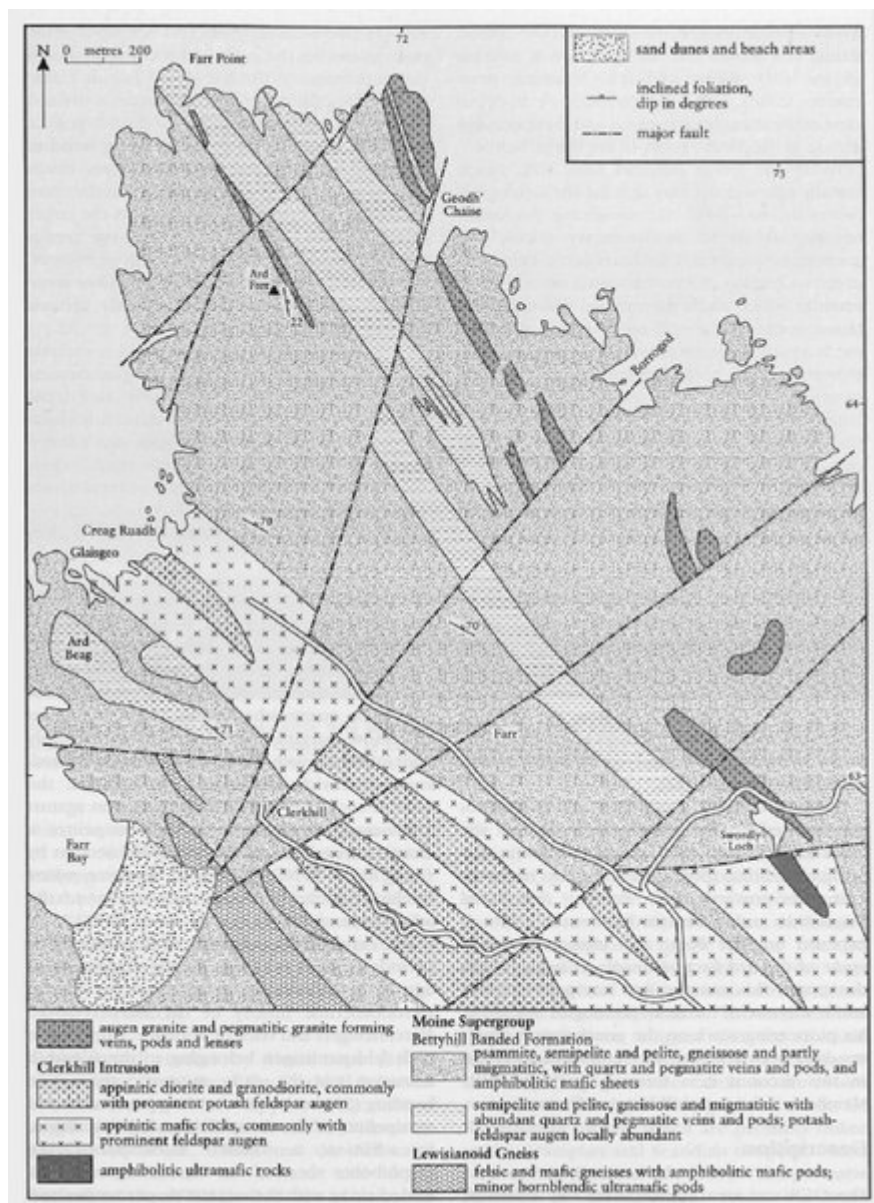 72
N
0 metres 200
Farr Point
sand dunes and beach areas
inclined foliation,
dip in degrees
major fault
73
Geodh'
Chaise
Ard
Farr
22
Borrogod
64
70
Creag Ruadh
Glaisgeo
Ard
Beag
70
71
Farr
63
Clerkhill
Swordly
Loch
Farr
Bay
augen granite and pegmatitic granite forming
veins, pods and lenses
Clerkhill Intrusion
appinitic diorite and granodiorite, commonly
with prominent potash feldspar augen
appinitic mafic rocks, commonly with
prominent feldspar augen
amphibolitic ultramafic rocks
Moine Supergroup
Bettyhill Banded Formation
psammite, semipelite and pelite, gneissose and partly
migmatitic, with quartz and pegmatite veins and pods, and
amphibolitic mafic sheets
semipelite and pelite, gneissose and migmatitic with
abundant quartz and pegmatite veins and pods; potash-
feldspar augen locally abundant
Lewisianoid Gneiss
felsic and mafic gneisses with amphibolitic mafic pods;
minor hornblendic ultramafic pods